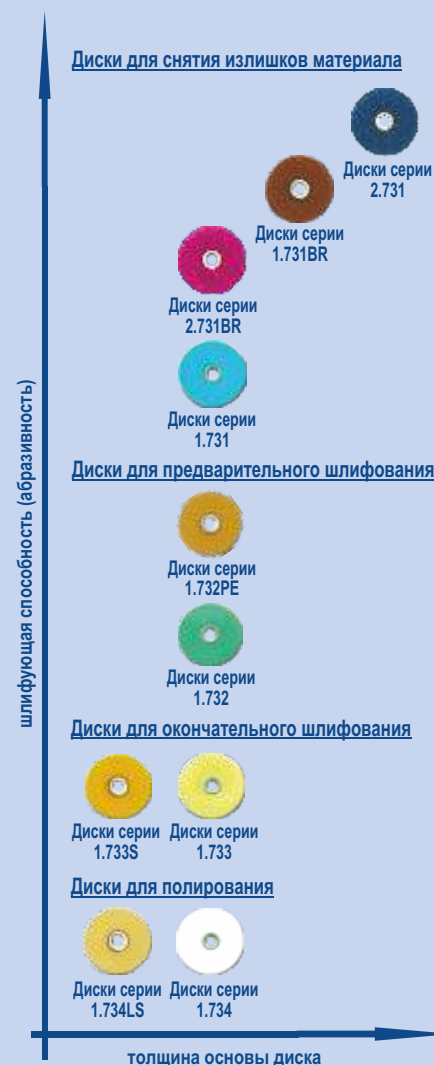 Диски для снятия излишков материала
Диски серии
2.731
Диски серии
1.731BR
Диски серии
2.731BR
Диски серии
1.731
Диски для предварительного шлифования
Диски серии
1.732PE
Диски серии
1.732
Диски для окончательного шлифования
Диски серии
1.733S
Диски серии
1.733
Диски для полирования
Диски серии
1.734LS
Диски серии
1.734
шлифующая способность (абразивность)
толщина основы диска